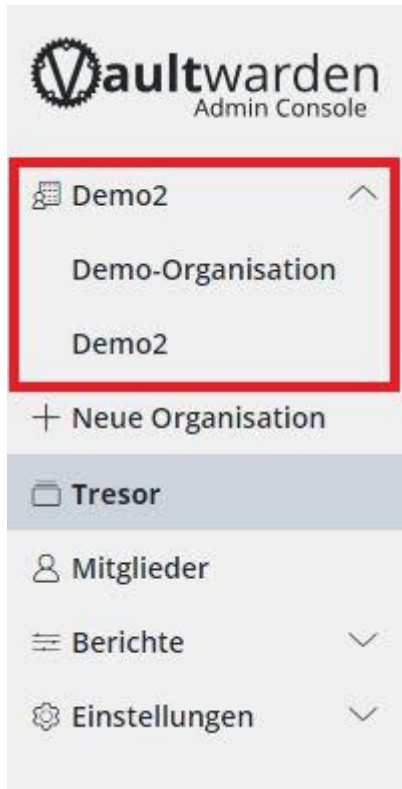 Vaultwarden
Admin Console
Demo2
Demo-Organisation
Demo2
Neue Organisation
Tresor
Mitglieder
Berichte
Einstellungen